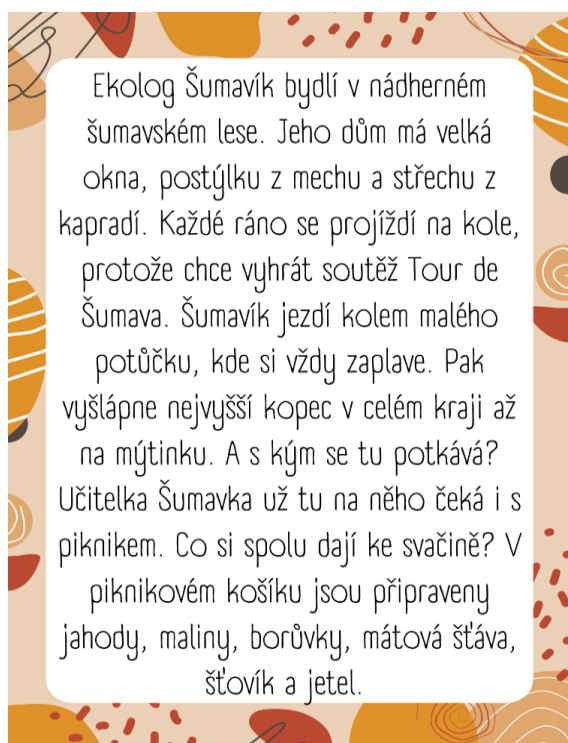 Ekolog Šumavík bydlí v nádherném
šumavském lese. Jeho dům má velká
okna, postýlku z mechu a střechu z
kapradí. Každé ráno se projíždí na kole,
protože chce vyhrát soutěž Tour de
Šumava. Šumavík jezdí kolem malého
potůčku, kde si vždy zaplave. Pak
vyšlápne nejvyšší kopec v celém kraji až
na mýtinku. A s kým se tu potkává?
Učitelka Šumavka už tu na něho čeká i s
piknikem. Co si spolu dají ke svačině? V
piknikovém košíku jsou připraveny
jahody, maliny, borůvky, mátová šťáva,
šťovík a jetel.